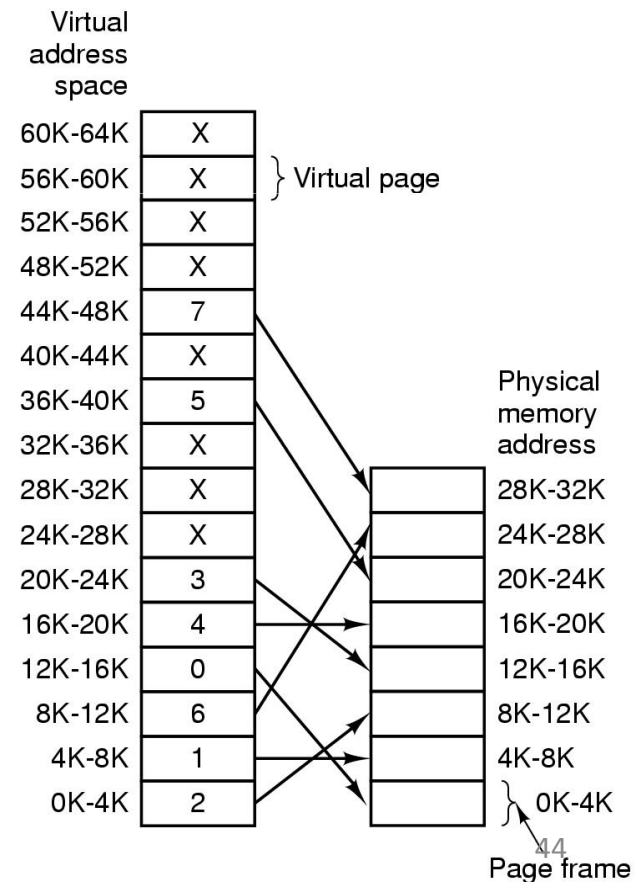 Virtual
address
space
60K-64K X
56K-60K X } Virtual page
52K-56K X
48K-52K X
44K-48K 7
40K-44K X
36K-40K 5
32K-36K X
28K-32K X
24K-28K X
20K-24K 3
16K-20K 4
12K-16K 0
8K-12K 6
4K-8K 1
0K-4K 2
Physical
memory
address
28K-32K
24K-28K
20K-24K
16K-20K
12K-16K
8K-12K
4K-8K
0K-4K
44
Page frame